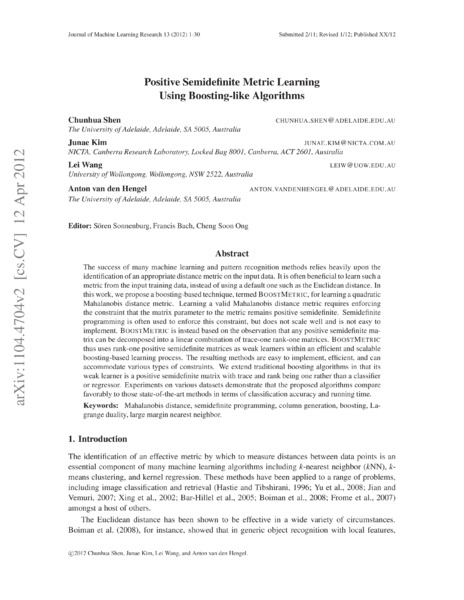 Journal of Machine Learning Research 13 (2012) 1-30
Submitted 2/11; Revised 1/12; Published XX/12
Positive Semidefinite Metric Learning
Using Boosting-like Algorithms
Chunhua Shen
CHUNHUA.SHEN@ADELAIDE.EDU.AU
The University of Adelaide, Adelaide, SA 5005, Australia
Junae Kim
JUNAE.KIM@NICTA.COM.AU
NICTA, Canberra Research Laboratory, Locked Bag 8001, Canberra, ACT 2601, Australia
Lei Wang
LEIW@UOW.EDU.AU
University of Wollongong, Wollongong, NSW 2522, Australia
Anton van den Hengel
ANTON.VANDENHENGEL@ADELAIDE.EDU.AU
The University of Adelaide, Adelaide, SA 5005, Australia
Editor: Sören Sonnenburg, Francis Bach, Cheng Soon Ong
Abstract
The success of many machine learning and pattern recognition methods relies heavily upon the
identification of an appropriate distance metric on the input data. It is often beneficial to learn such a
metric from the input training data, instead of using a default one such as the Euclidean distance. In
this work, we propose a boosting-based technique, termed BOOSTMETRIC, for learning a quadratic
Mahalanobis distance metric. Learning a valid Mahalanobis distance metric requires enforcing
the constraint that the matrix parameter to the metric remains positive semidefinite. Semidefinite
programming is often used to enforce this constraint, but does not scale well and is not easy to
implement. BOOSTMETRIC is instead based on the observation that any positive semidefinite ma-
trix can be decomposed into a linear combination of trace-one rank-one matrices. BOOSTMETRIC
thus uses rank-one positive semidefinite matrices as weak learners within an efficient and scalable
boosting-based learning process. The resulting methods are easy to implement, efficient, and can
accommodate various types of constraints. We extend traditional boosting algorithms in that its
weak learner is a positive semidefinite matrix with trace and rank being one rather than a classifier
or regressor. Experiments on various datasets demonstrate that the proposed algorithms compare
favorably to those state-of-the-art methods in terms of classification accuracy and running time.
Keywords: Mahalanobis distance, semidefinite programming, column generation, boosting, La-
grange duality, large margin nearest neighbor.
1. Introduction
The identification of an effective metric by which to measure distances between data points is an
essential component of many machine learning algorithms including k-nearest neighbor (kNN), k-
means clustering, and kernel regression. These methods have been applied to a range of problems,
including image classification and retrieval (Hastie and Tibshirani, 1996; Yu et al., 2008; Jian and
Vemuri, 2007; Xing et al., 2002; Bar-Hillel et al., 2005; Boiman et al., 2008; Frome et al., 2007)
amongst a host of others.
The Euclidean distance has been shown to be effective in a wide variety of circumstances.
Boiman et al. (2008), for instance, showed that in generic object recognition with local features,
©2012 Chunhua Shen, Junae Kim, Lei Wang, and Anton van den Hengel.
arXiv:1104.4704v2 [cs.CV] 12 Apr 2012